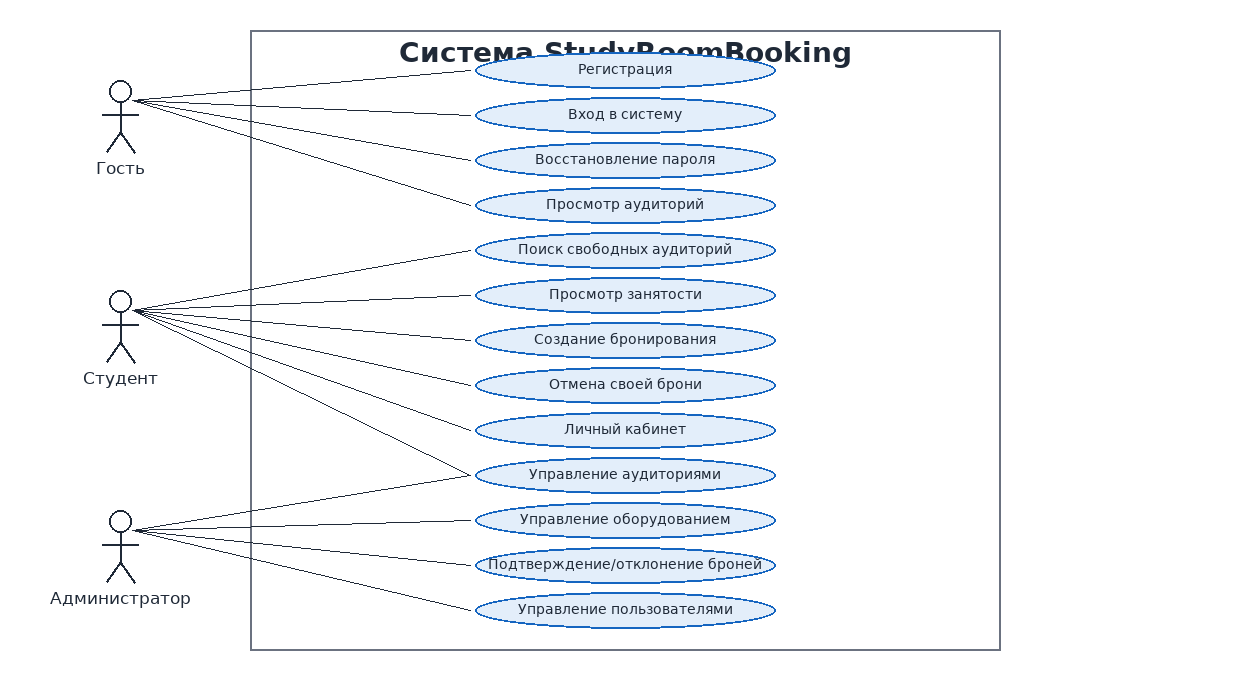 Система StudyRoomBooking
Регистрация
Вход в систему
Восстановление пароля
Гость
Просмотр аудиторий
Поиск свободных аудиторий
Просмотр занятости
Создание бронирования
Студент
Отмена своей брони
Личный кабинет
Управление аудиториями
Управление оборудованием
Подтверждение/отклонение броней
Администратор
Управление пользователями